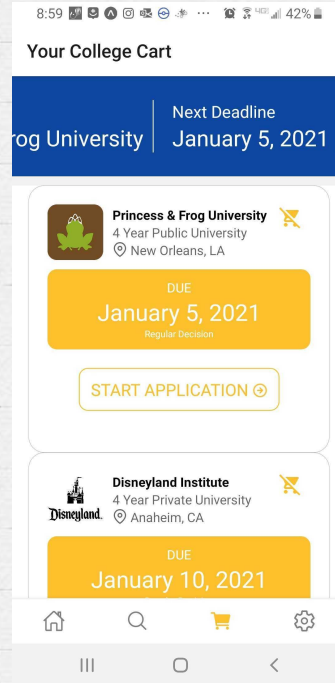 8:59
42%
Your College Cart
rog University
Next Deadline
January 5, 2021
Princess & Frog University
4 Year Public University
New Orleans, LA
DUE
January 5, 2021
Regular Decision
START APPLICATION
Disneyland Institute
4 Year Private University
Disneyland.
Anaheim, CA
DUE
January 10, 2021